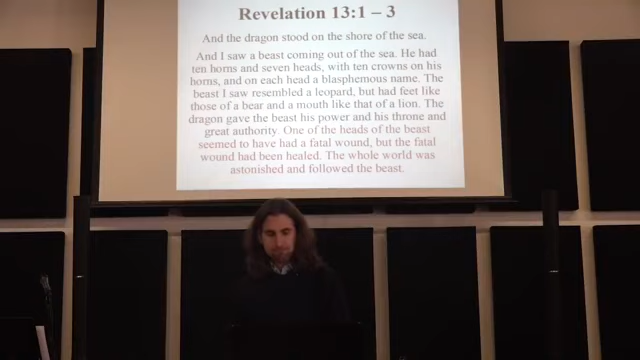 Revelation 13:1 – 3
And the dragon stood on the shore of the sea.
And I saw a beast coming out of the sea. He had
ten horns and seven heads, with ten crowns on his
horns, and on each head a blasphemous name. The
beast I saw resembled a leopard, but had feet like
those of a bear and a mouth like that of a lion. The
dragon gave the beast his power and his throne and
great authority. One of the heads of the beast
seemed to have had a fatal wound, but the fatal
wound had been healed. The whole world was
astonished and followed the beast.